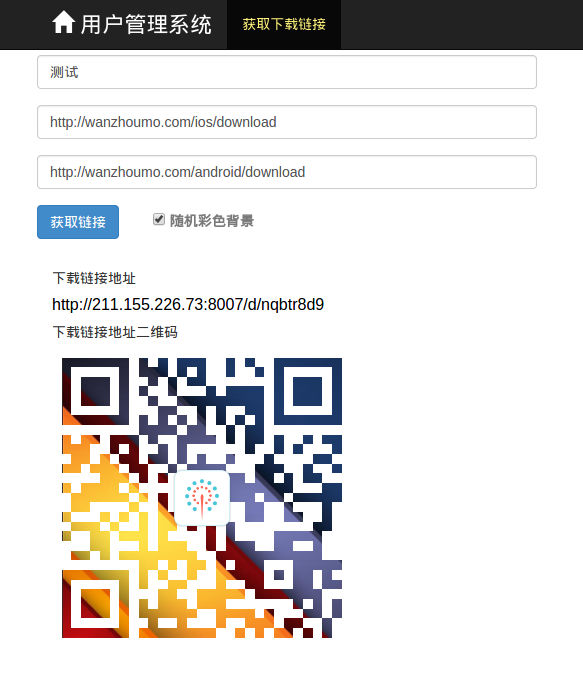 用户管理系统 获取下载链接
测试
http://wanzhoumo.com/ios/download
http://wanzhoumo.com/android/download
获取链接 随机彩色背景
下载链接地址
http://211.155.226.73:8007/d/nqbtr8d9
下载链接地址二维码